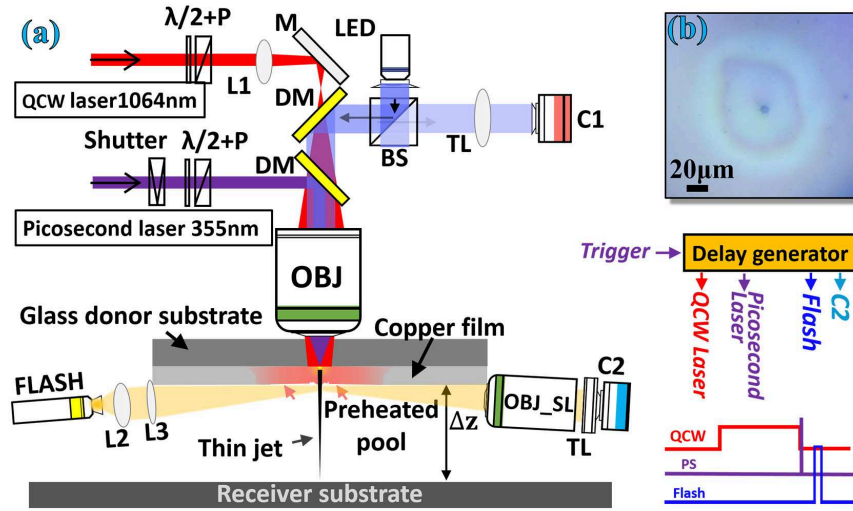 (a)
λ/2+P
M
LED
L1
QCW laser1064nm
DM
BS
TL
C1
Shutter
λ/2+P
DM
Picosecond laser 355nm
OBJ
Glass donor substrate
Copper film
FLASH
L2
L3
Preheated
pool
Thin jet
Δz
OBJ_SL
TL
C2
Receiver substrate
(b)
20μm
Trigger
Delay generator
QCW Laser
Picosecond
Laser
Flash
C2
QCW
PS
Flash